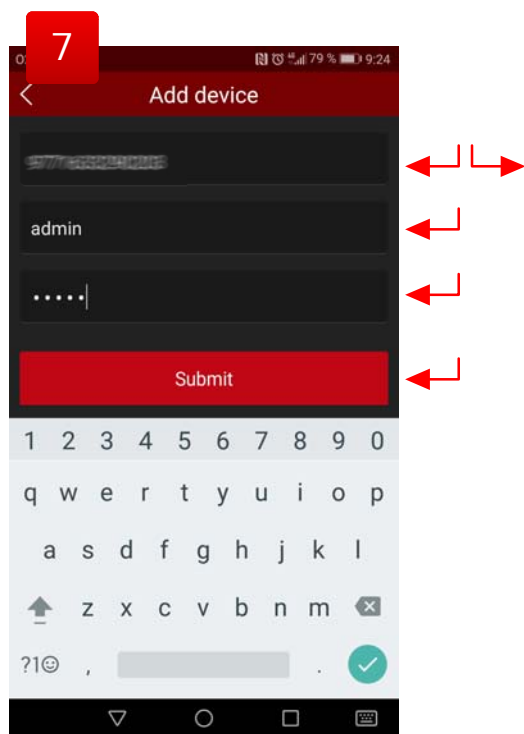 7
79 % 9:24
Add device
admin
•••••
Submit
1 2 3 4 5 6 7 8 9 0
q w e r t y u i o p
a s d f g h j k l
z x c v b n m
?1☺ , .